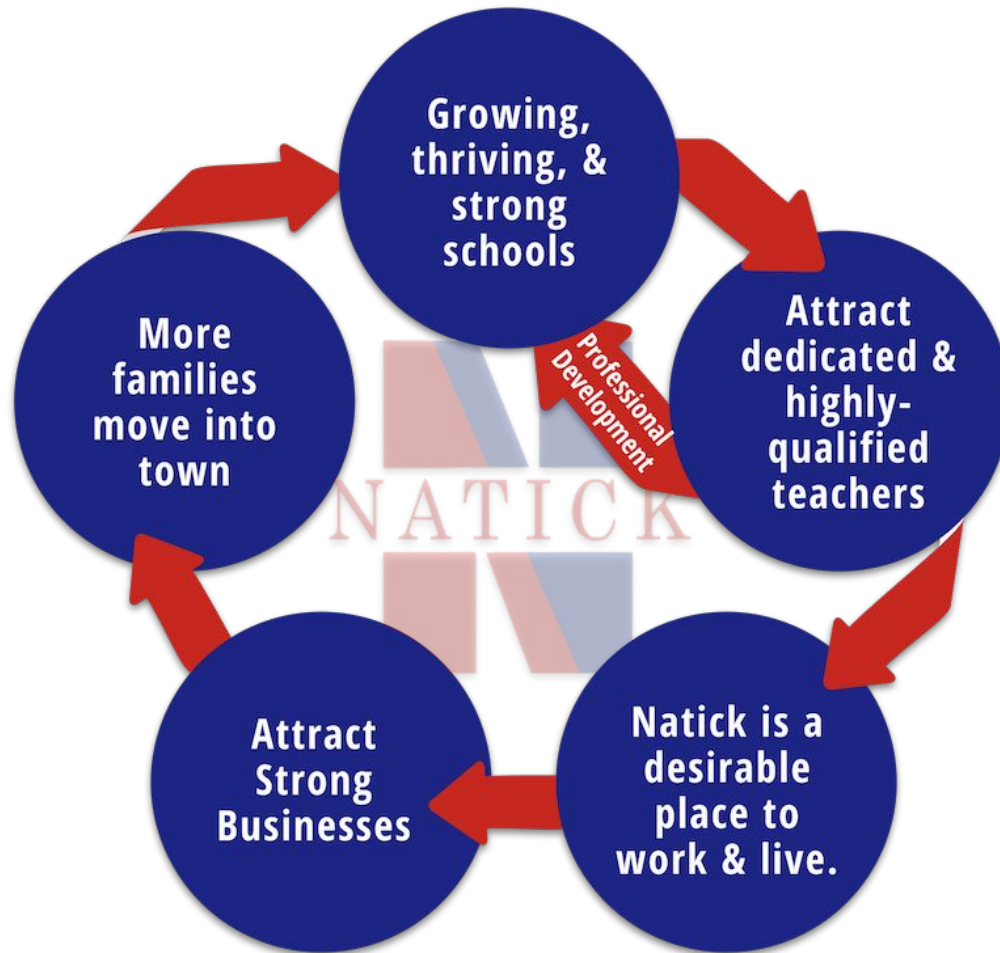 Growing,
thriving, &
strong
schools
Attract
dedicated &
highly-
qualified
teachers
Professional
Development
Natick is a
desirable
place to
work & live.
Attract
Strong
Businesses
More
families
move into
town
NATICK